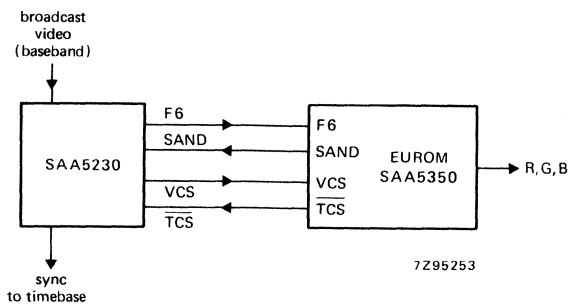 broadcast
video
(baseband)
F6
SAND
VCS
TCS
SAA5230
F6
SAND
VCS
TCS
EUROM
SAA5350
R, G, B
sync
to timebase
7Z95253